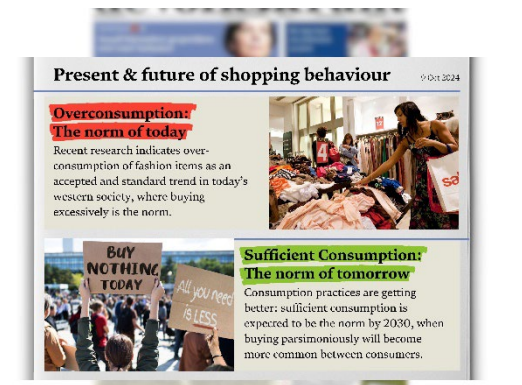 Present & future of shopping behaviour
9 Oct 2024
Overconsumption:
The norm of today
Recent research indicates over-
consumption of fashion items as an
accepted and standard trend in today's
western society, where buying
excessively is the norm.
sa
BUY
NOTHING
TODAY
All you need
IS LESS
Sufficient Consumption:
The norm of tomorrow
Consumption practices are getting
better: sufficient consumption is
expected to be the norm by 2030, when
buying parsimoniously will become
more common between consumers.